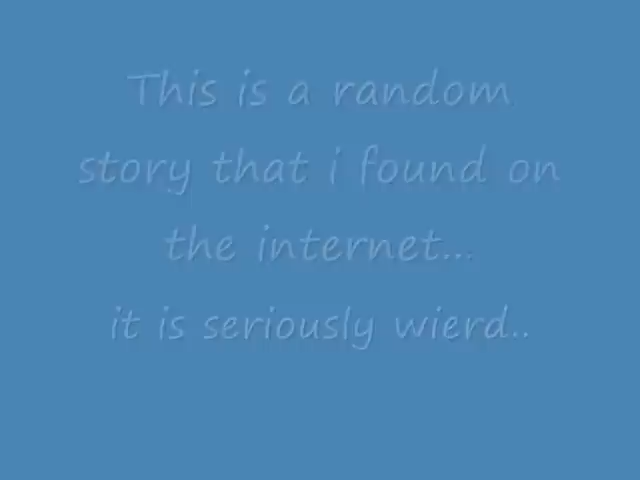 This is a random
story that i found on
the internet...
it is seriously wierd..